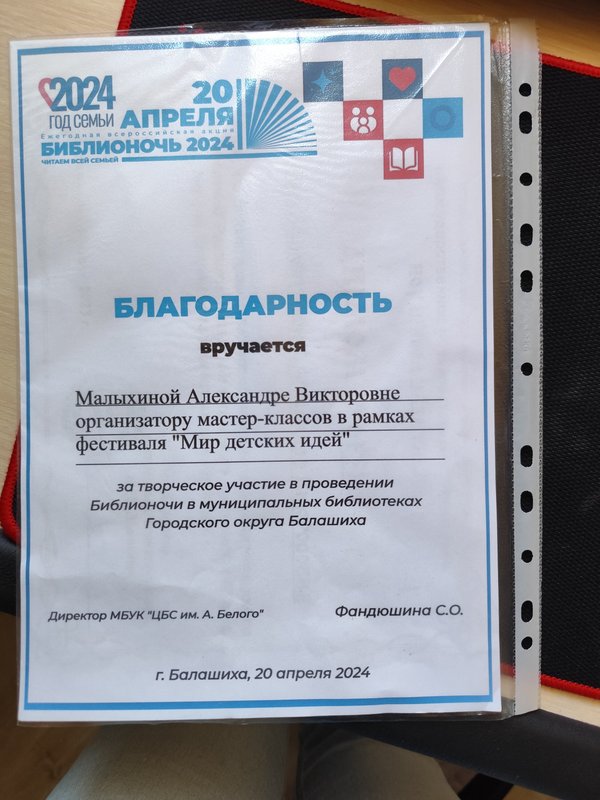 2024
ГОД СЕМЬИ
20
АПРЕЛЯ
Ежегодная всероссийская акция
БИБЛИОНОЧЬ 2024
ЧИТАЕМ ВСЕЙ СЕМЬЕЙ
БЛАГОДАРНОСТЬ
вручается
Малыхиной Александре Викторовне
организатору мастер-классов в рамках
фестиваля "Мир детских идей"
за творческое участие в проведении
Библионочи в муниципальных библиотеках
Городского округа Балашиха
Директор МБУК "ЦБС им. А. Белого"
Фандюшина С.О.
г. Балашиха, 20 апреля 2024